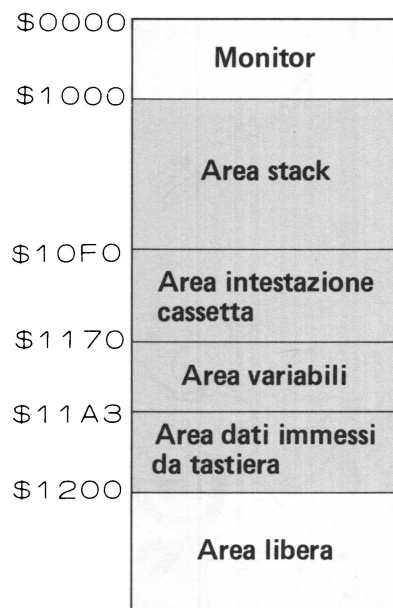 $0000
Monitor
$1000
Area stack
$10F0
Area intestazione
cassetta
$1170
Area variabili
$11A3
Area dati immessi
da tastiera
$1200
Area libera